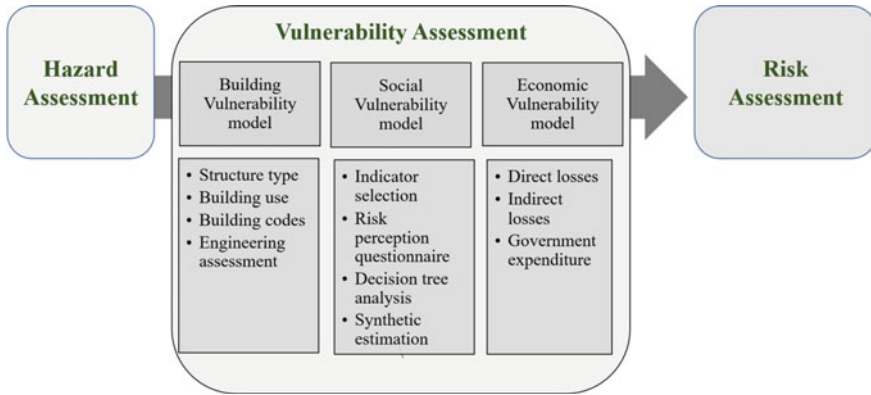 Hazard
Assessment
Vulnerability Assessment
Building
Vulnerability
model
• Structure type
• Building use
• Building codes
• Engineering
assessment
Social
Vulnerability
model
• Indicator
selection
• Risk
perception
questionnaire
• Decision tree
analysis
• Synthetic
estimation
Economic
Vulnerability
model
• Direct losses
• Indirect
losses
• Government
expenditure
Risk
Assessment